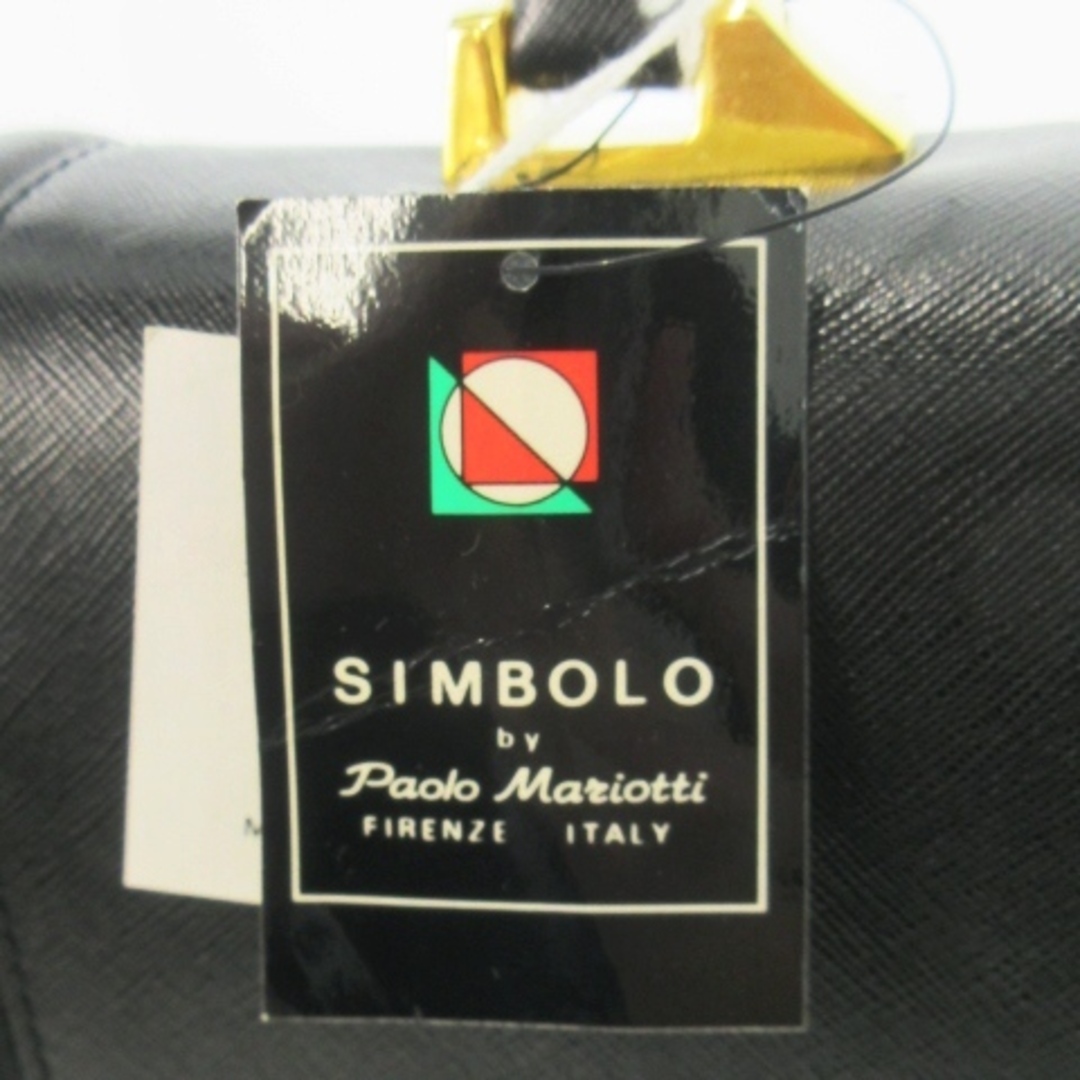 SIMBOLO
by
Paolo Mariotti
FIRENZE ITALY